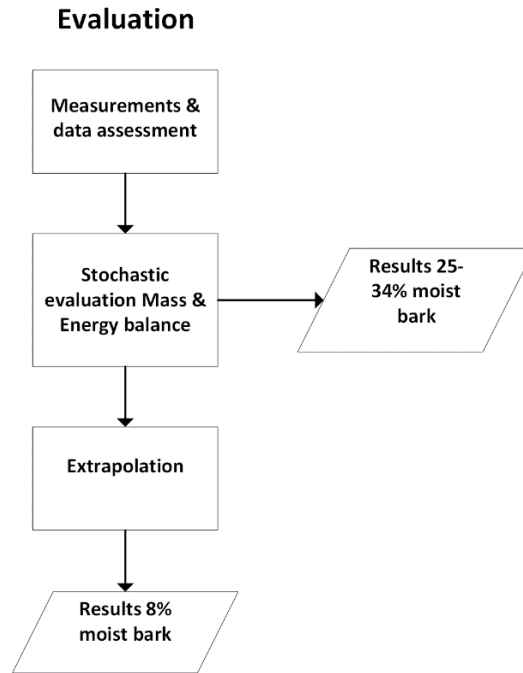 Evaluation
Measurements &
data assessment
Stochastic
evaluation Mass &
Energy balance
Results 25-
34% moist
bark
Extrapolation
Results 8%
moist bark